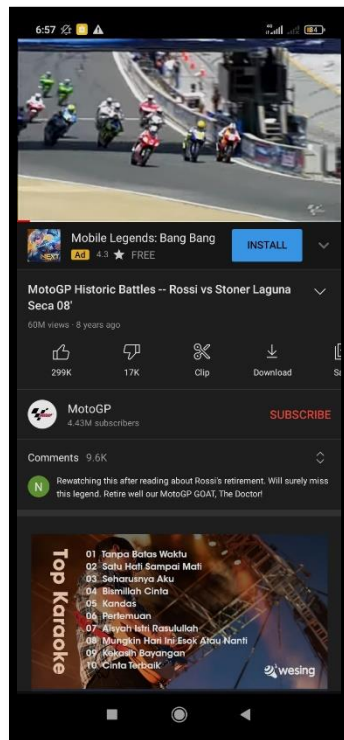 6:57
84
Mobile Legends: Bang Bang
Ad 4.3 ★ FREE
INSTALL
NEXT
MotoGP Historic Battles -- Rossi vs Stoner Laguna
Seca 08'
60M views · 8 years ago
299K
17K
Clip
Download
Sa
MotoGP
4.43M subscribers
SUBSCRIBE
Comments 9.6K
N
Rewatching this after reading about Rossi's retirement. Will surely miss
this legend. Retire well our MotoGP GOAT, The Doctor!
Top Karaoke
01 Tanpa Batas Waktu
02 Satu Hati Sampai Mati
03 Seharusnya Aku
04 Bismillah Cinta
05 Kandas
06 Pertemuan
07 Aisyah Istri Rasulullah
08 Mungkin Hari Ini Esok Atau Nanti
09 Kekasih Bayangan
10 Cinta Terbaik
wesing